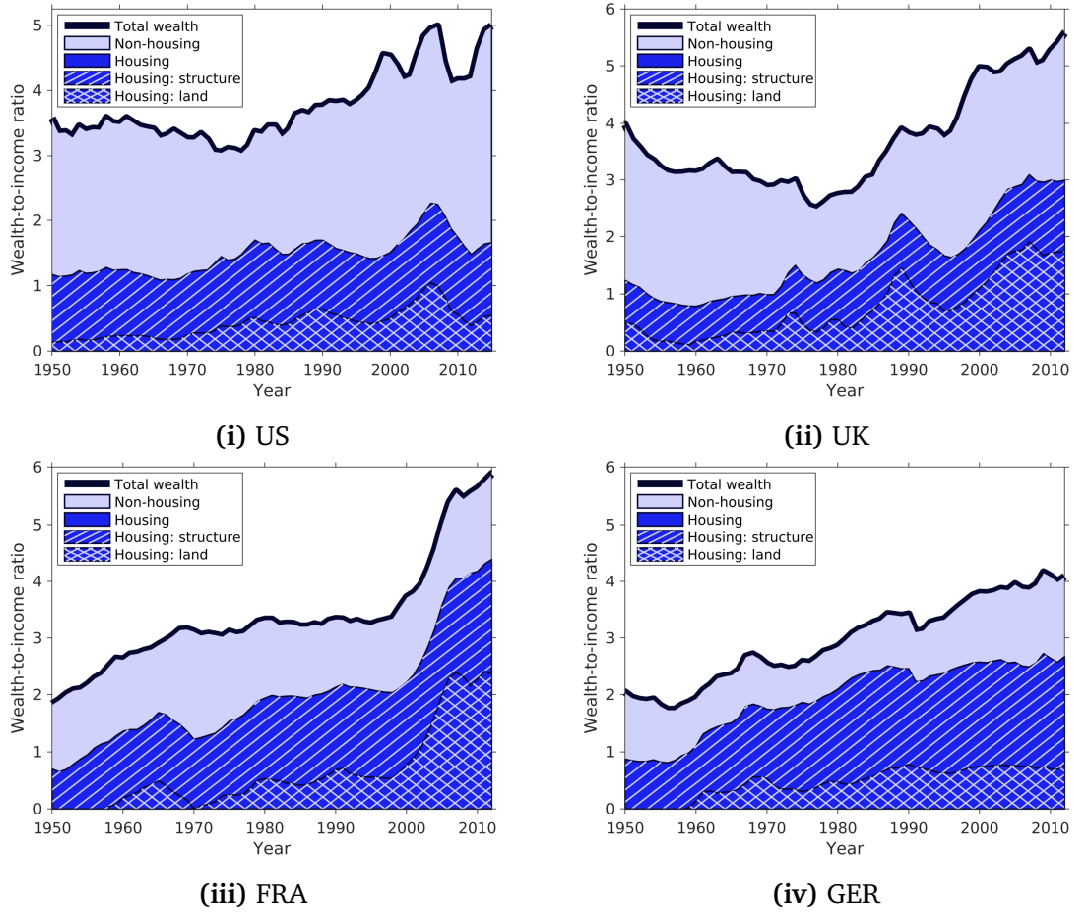 Total wealth
Non-housing
Housing
Housing: structure
Housing: land
Wealth-to-income ratio
5
4
3
2
1
0
1950 1960 1970 1980 1990 2000 2010
Year
(i) US
Total wealth
Non-housing
Housing
Housing: structure
Housing: land
Wealth-to-income ratio
6
5
4
3
2
1
0
1950 1960 1970 1980 1990 2000 2010
Year
(ii) UK
Total wealth
Non-housing
Housing
Housing: structure
Housing: land
Wealth-to-income ratio
6
5
4
3
2
1
0
1950 1960 1970 1980 1990 2000 2010
Year
(iii) FRA
Total wealth
Non-housing
Housing
Housing: structure
Housing: land
Wealth-to-income ratio
6
5
4
3
2
1
0
1950 1960 1970 1980 1990 2000 2010
Year
(iv) GER